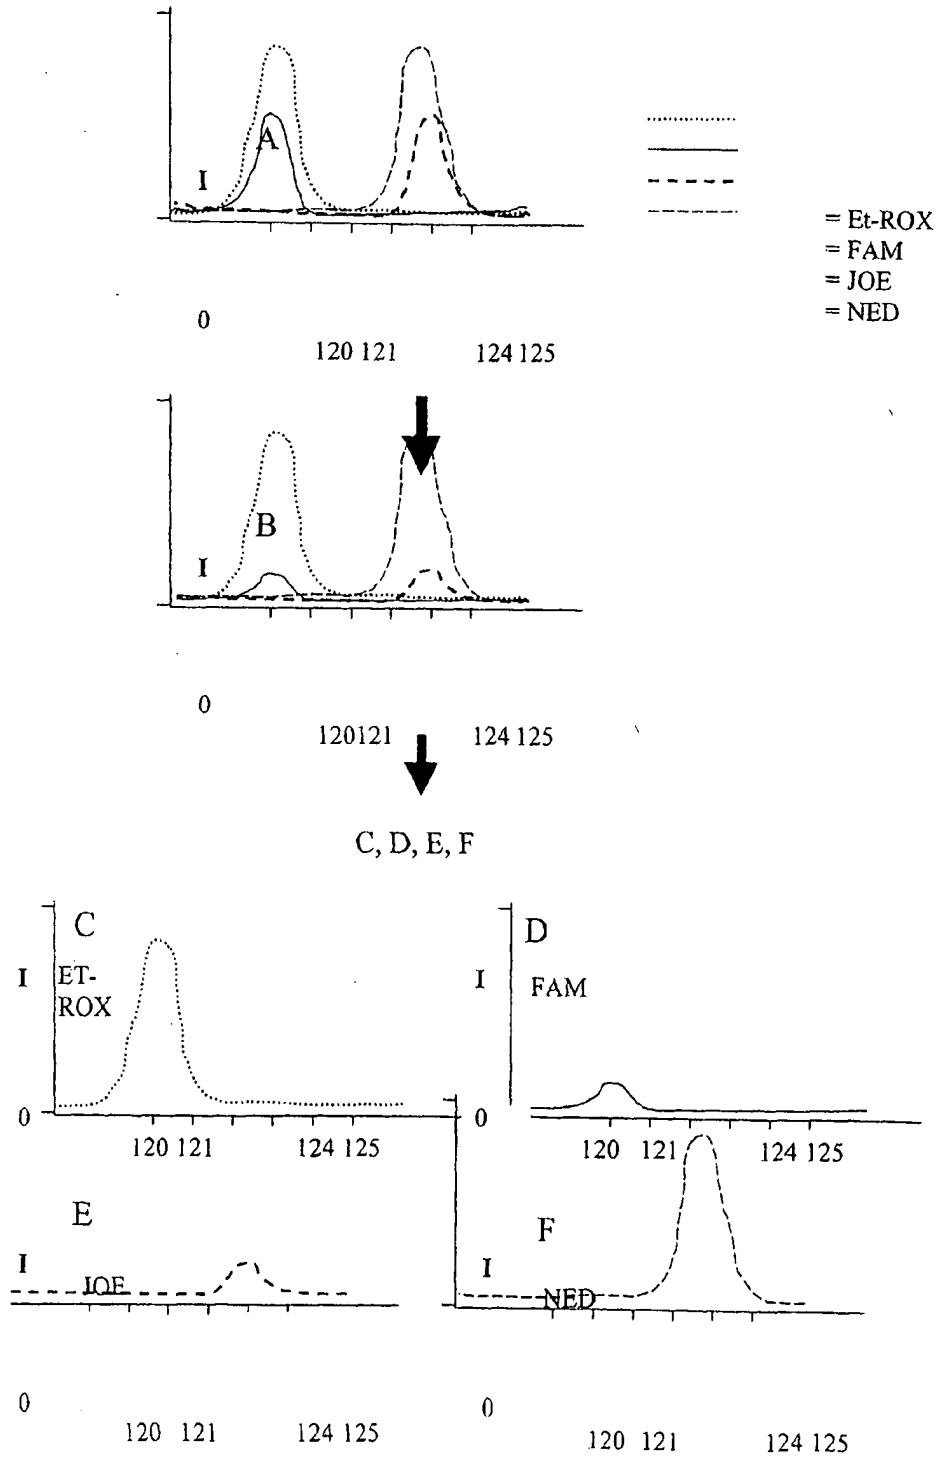 A
I
= Et-ROX
= FAM
= JOE
= NED
0
120 121 124 125
B
I
0
120121 124 125
C, D, E, F
C
I
ET-
ROX
0
120 121 124 125
D
I
FAM
0
120 121 124 125
E
I
JOE
0
120 121 124 125
F
I
NED
0
120 121 124 125